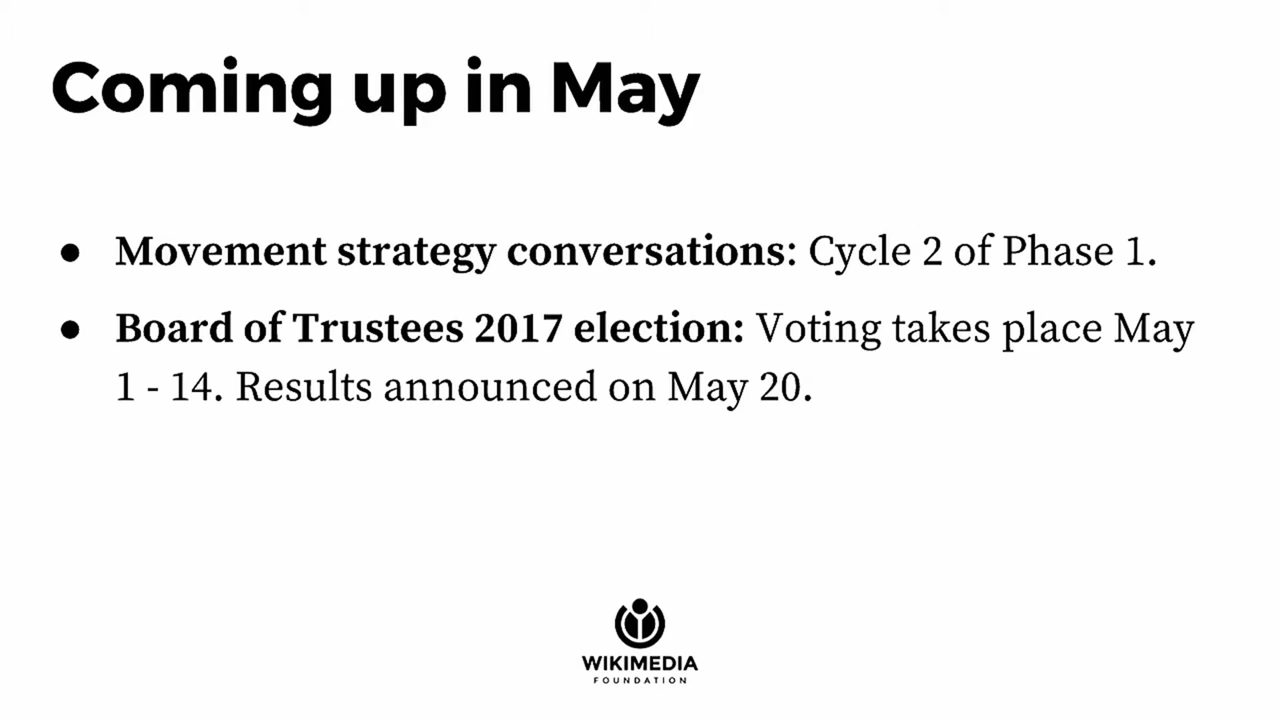 Coming up in May
● Movement strategy conversations: Cycle 2 of Phase 1.
● Board of Trustees 2017 election: Voting takes place May
1 - 14. Results announced on May 20.
WIKIMEDIA
FOUNDATION